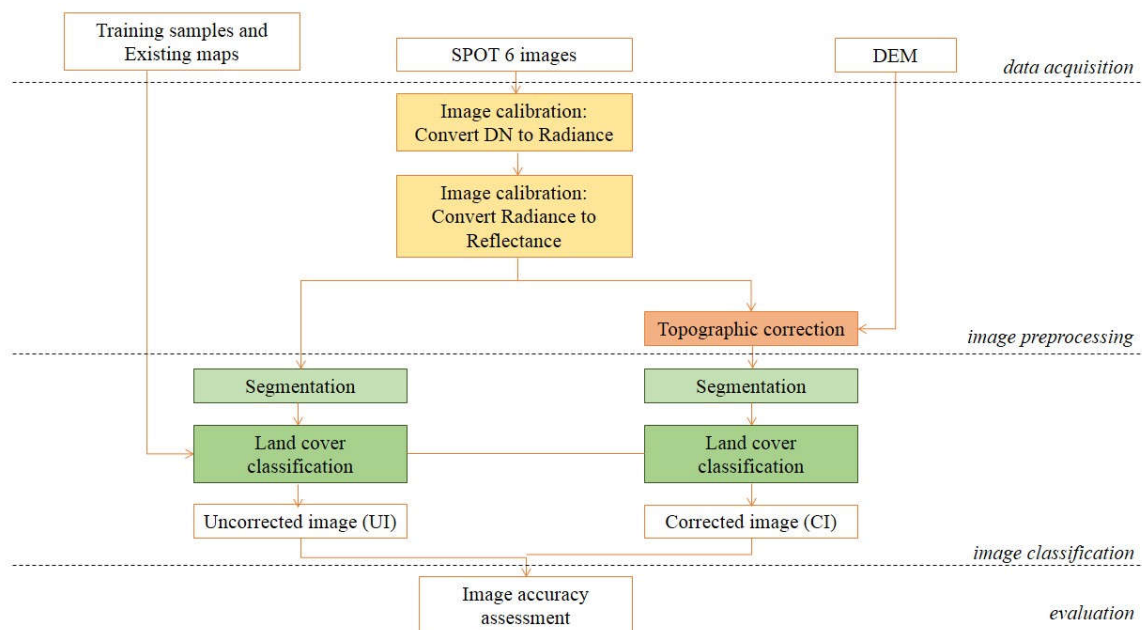 Training samples and
Existing maps
SPOT 6 images
DEM
data acquisition
Image calibration:
Convert DN to Radiance
Image calibration:
Convert Radiance to
Reflectance
Topographic correction
image preprocessing
Segmentation
Segmentation
Land cover
classification
Land cover
classification
Uncorrected image (UI)
Corrected image (CI)
image classification
Image accuracy
assessment
evaluation